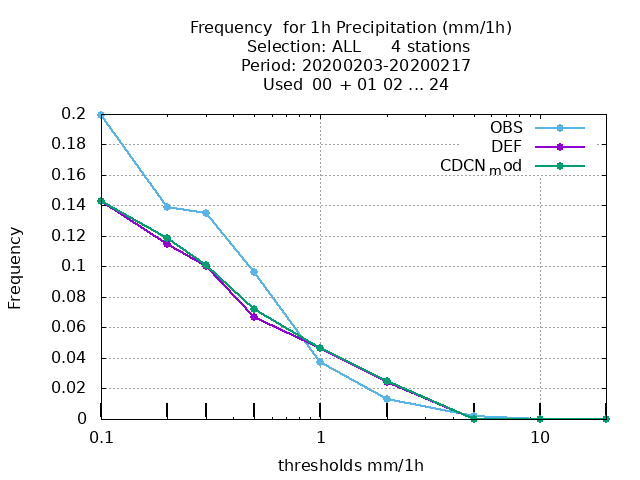 Frequency  for 1h Precipitation (mm/1h)
Selection: ALL      4 stations
Period: 20200203-20200217
Used  00 + 01 02 ... 24
OBS
DEF
CDCNmod
0.2
0.18
0.16
0.14
0.12
0.1
0.08
0.06
0.04
0.02
0
Frequency
0.1
1
10
thresholds mm/1h